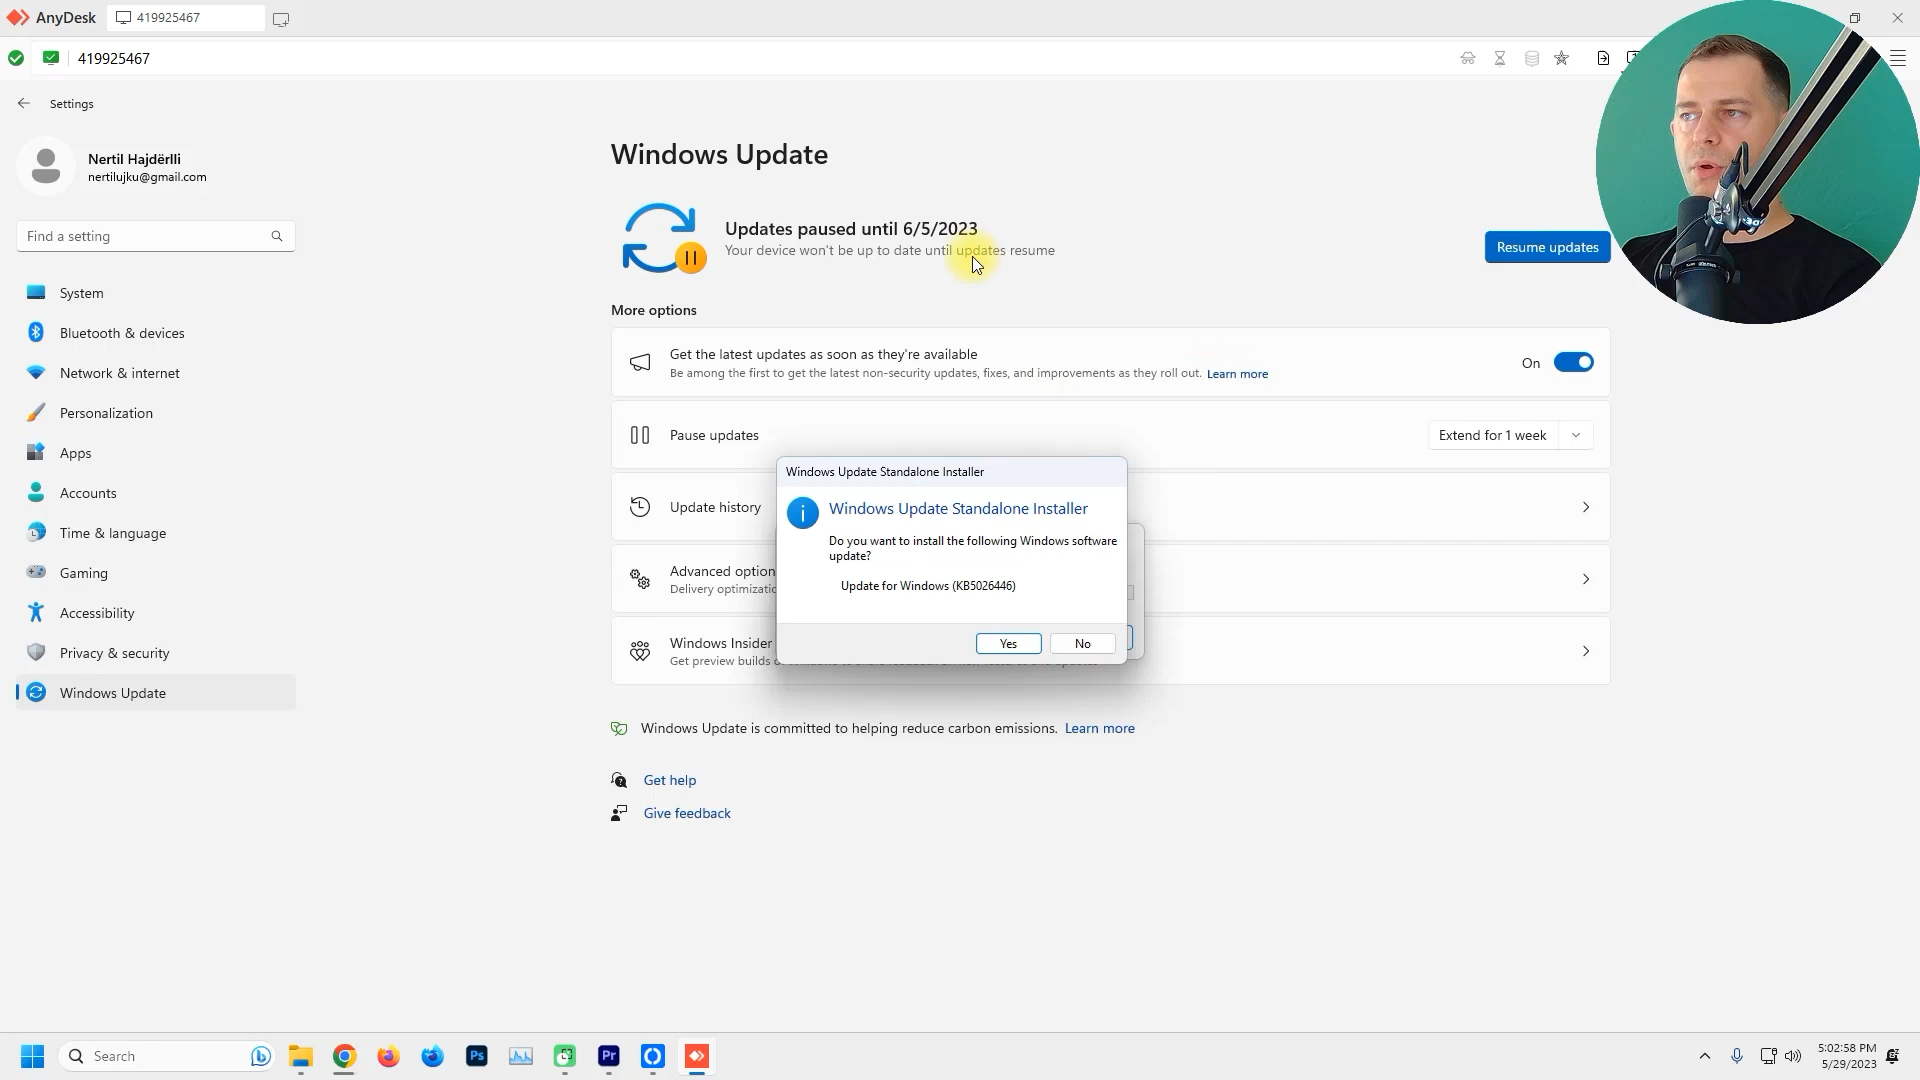 AnyDesk
419925467
419925467
Settings
Nertil Hajdërlli
nertilujku@gmail.com
Find a setting
System
Bluetooth & devices
Network & internet
Personalization
Apps
Accounts
Time & language
Gaming
Accessibility
Privacy & security
Windows Update
Windows Update
Updates paused until 6/5/2023
Your device won't be up to date until updates resume
Resume updates
More options
Get the latest updates as soon as they're available
Be among the first to get the latest non-security updates, fixes, and improvements as they roll out. Learn more
On
Pause updates
Extend for 1 week
Update history
Advanced option
Delivery optimizatio
Windows Insider
Get preview builds
Windows Update Standalone Installer
Windows Update Standalone Installer
Do you want to install the following Windows software
update?
Update for Windows (KB5026446)
Yes
No
Windows Update is committed to helping reduce carbon emissions. Learn more
Get help
Give feedback
Search
Ps
Pr
5:02:58 PM
5/29/2023